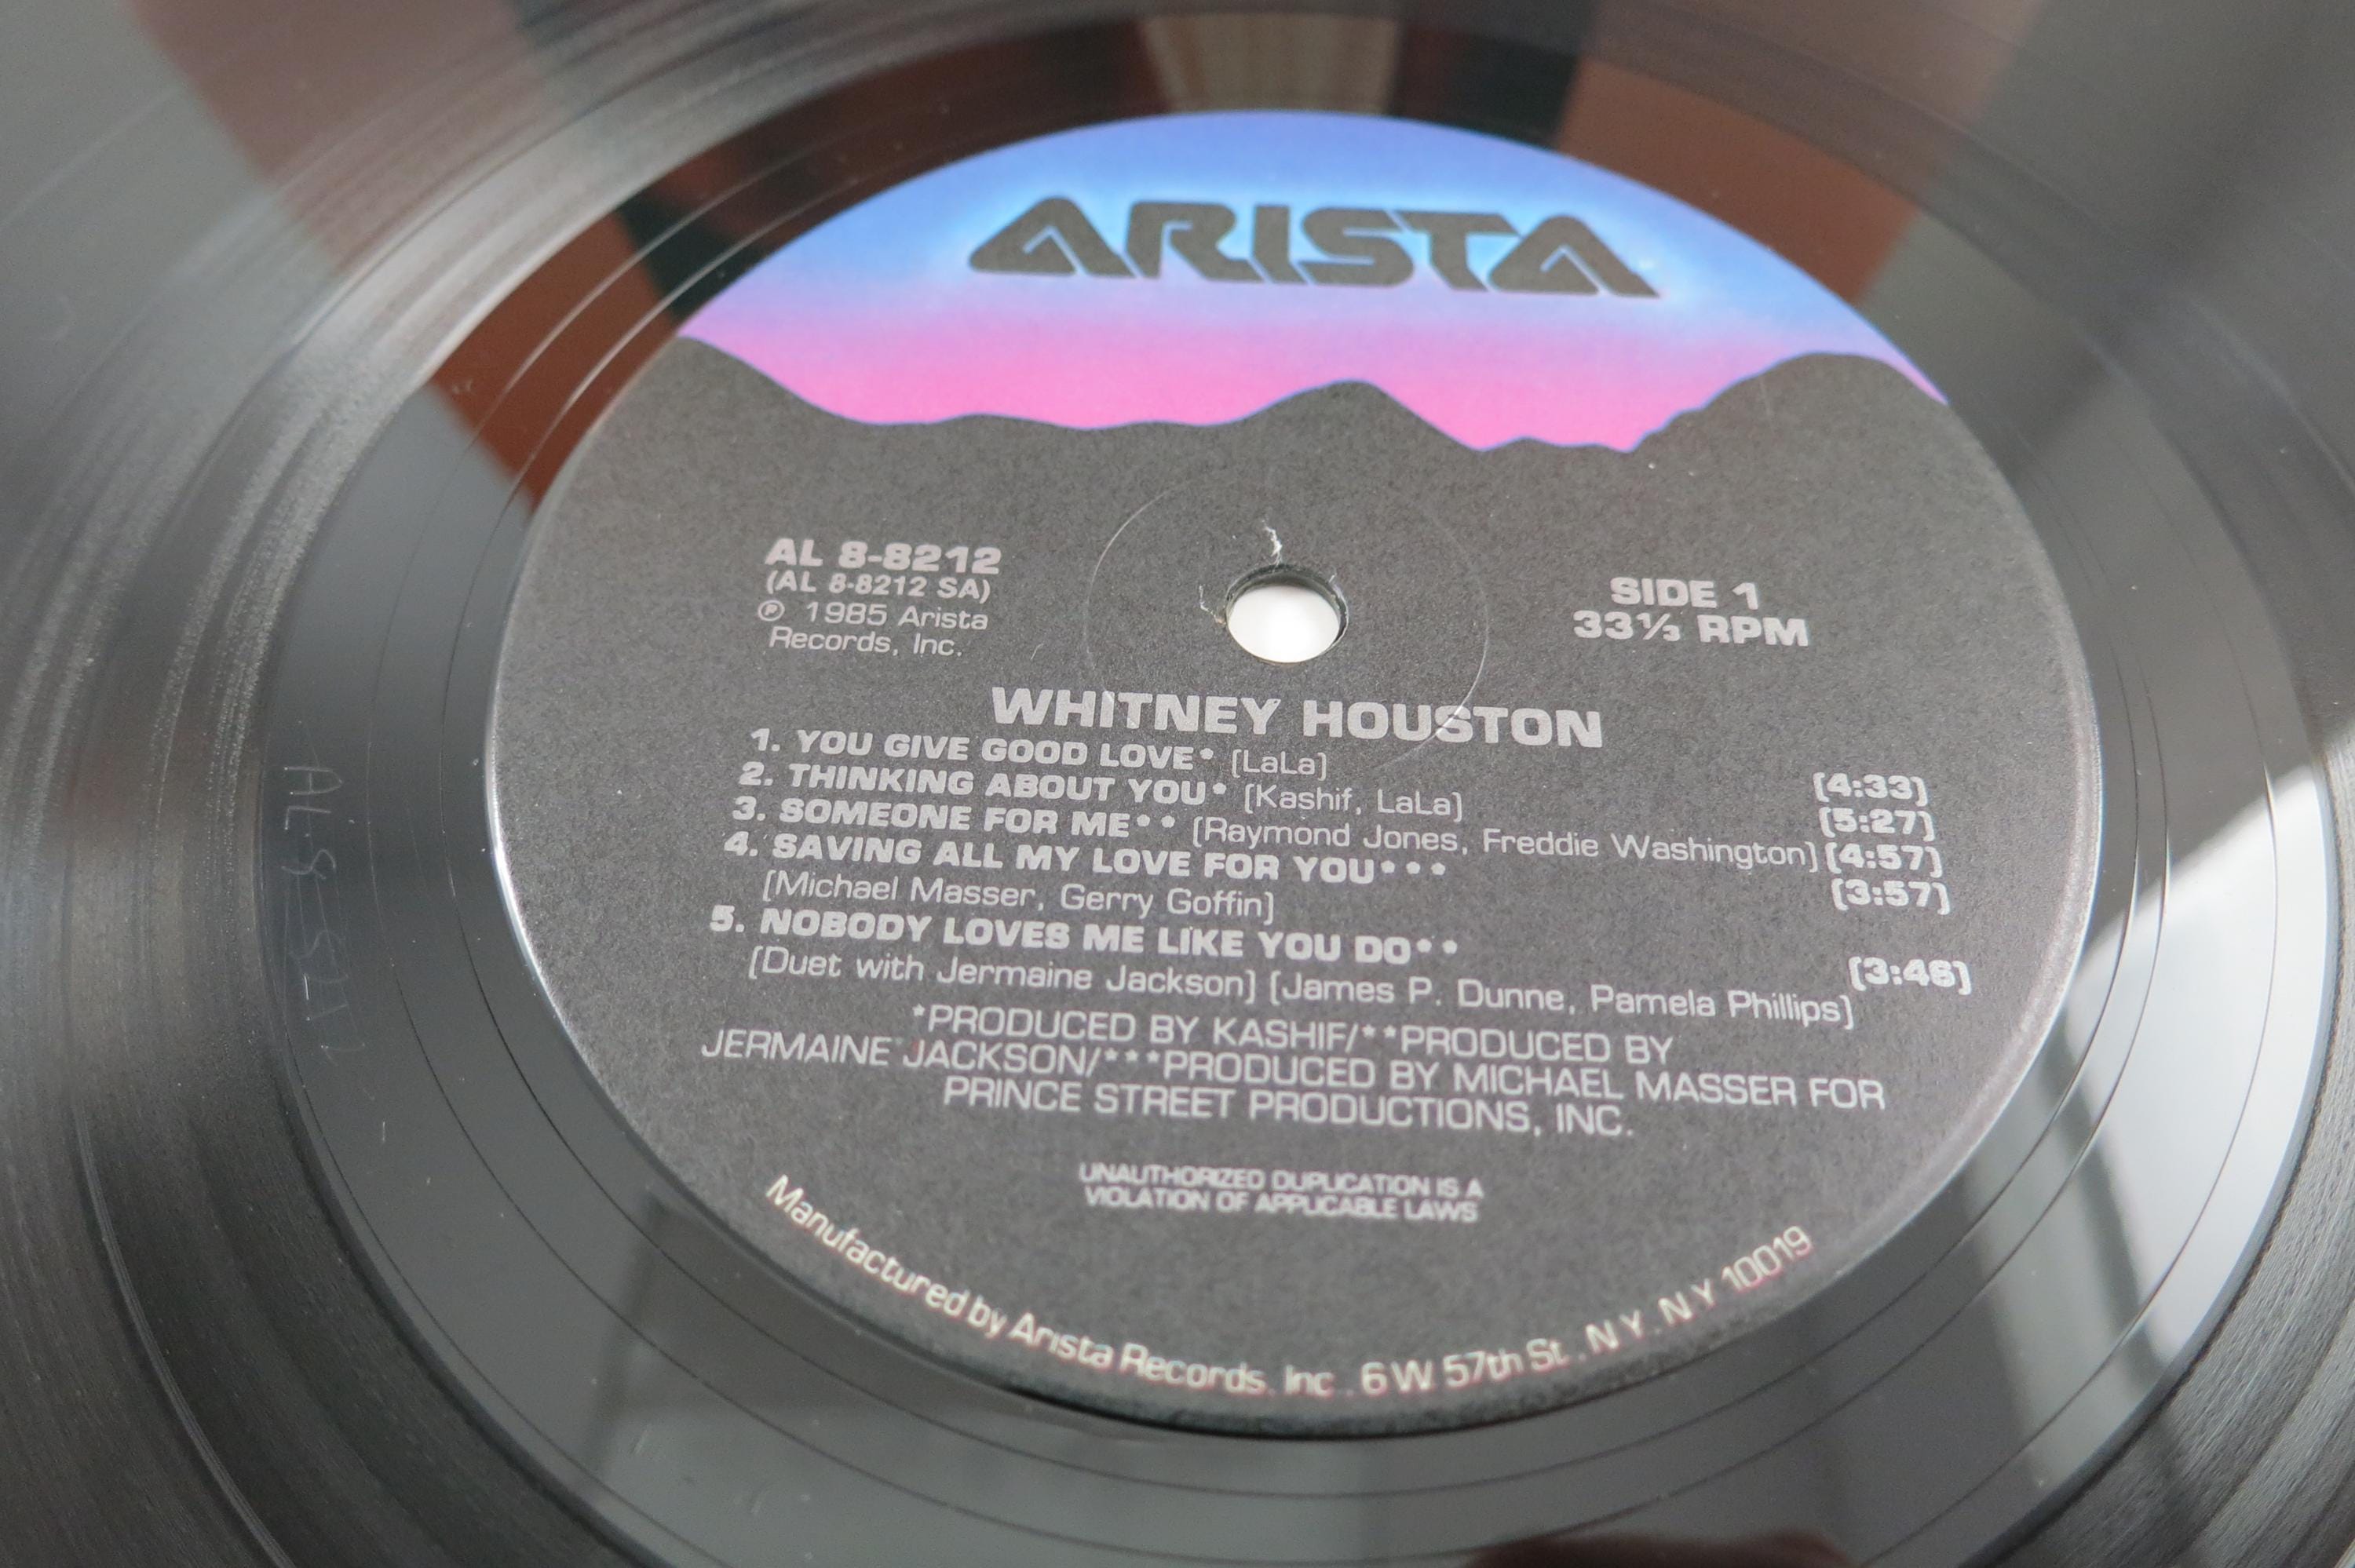 ARISTA
AL 8-8212
(AL 8-8212 SA)
℗ 1985 Arista
Records, Inc.
SIDE 1
33⅓ RPM
WHITNEY HOUSTON
1. YOU GIVE GOOD LOVE* [LaLa] [4:33]
2. THINKING ABOUT YOU* [Kashif, LaLa] [5:27]
3. SOMEONE FOR ME** [Raymond Jones, Freddie Washington] [4:57]
4. SAVING ALL MY LOVE FOR YOU*** [3:57]
[Michael Masser, Gerry Goffin]
5. NOBODY LOVES ME LIKE YOU DO**
[Duet with Jermaine Jackson] [James P. Dunne, Pamela Phillips] [3:46]
*PRODUCED BY KASHIF/**PRODUCED BY
JERMAINE JACKSON/***PRODUCED BY MICHAEL MASSER FOR
PRINCE STREET PRODUCTIONS, INC.
UNAUTHORIZED DUPLICATION IS A
VIOLATION OF APPLICABLE LAWS
Manufactured by Arista Records, Inc. 6 W 57th St. N Y. N Y 10019